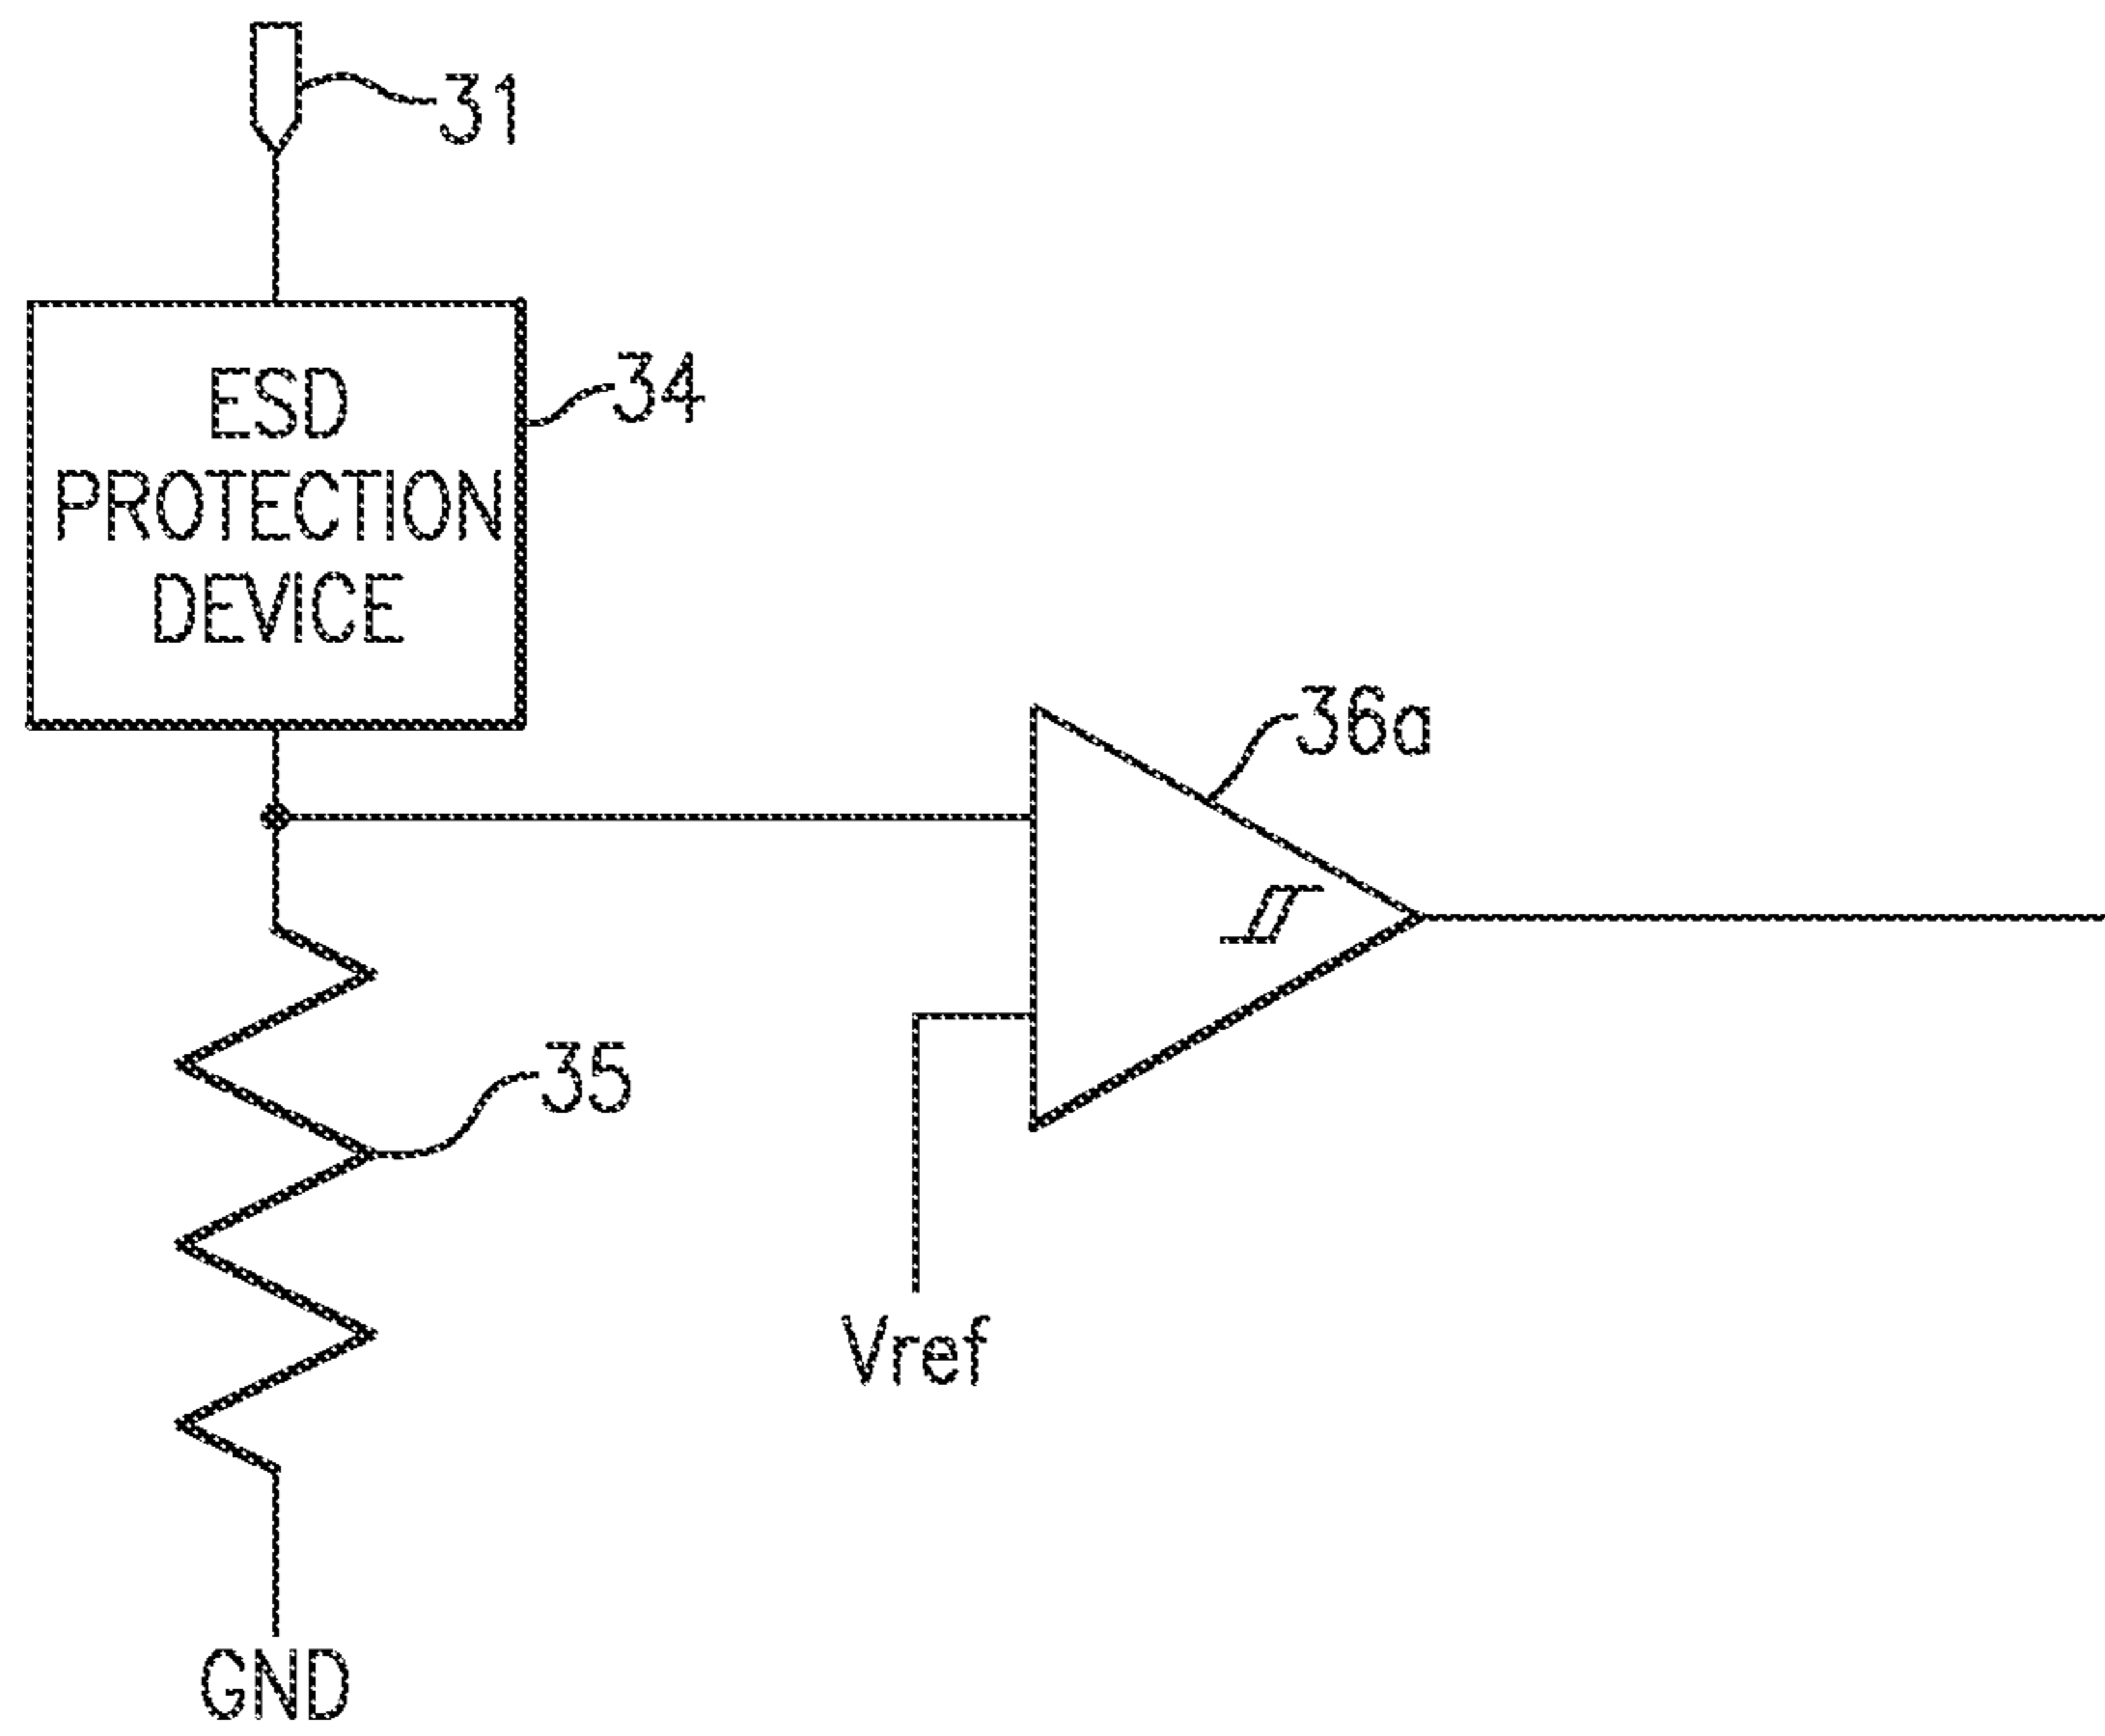 31
ESD
PROTECTION
DEVICE
34
36a
35
Vref
GND